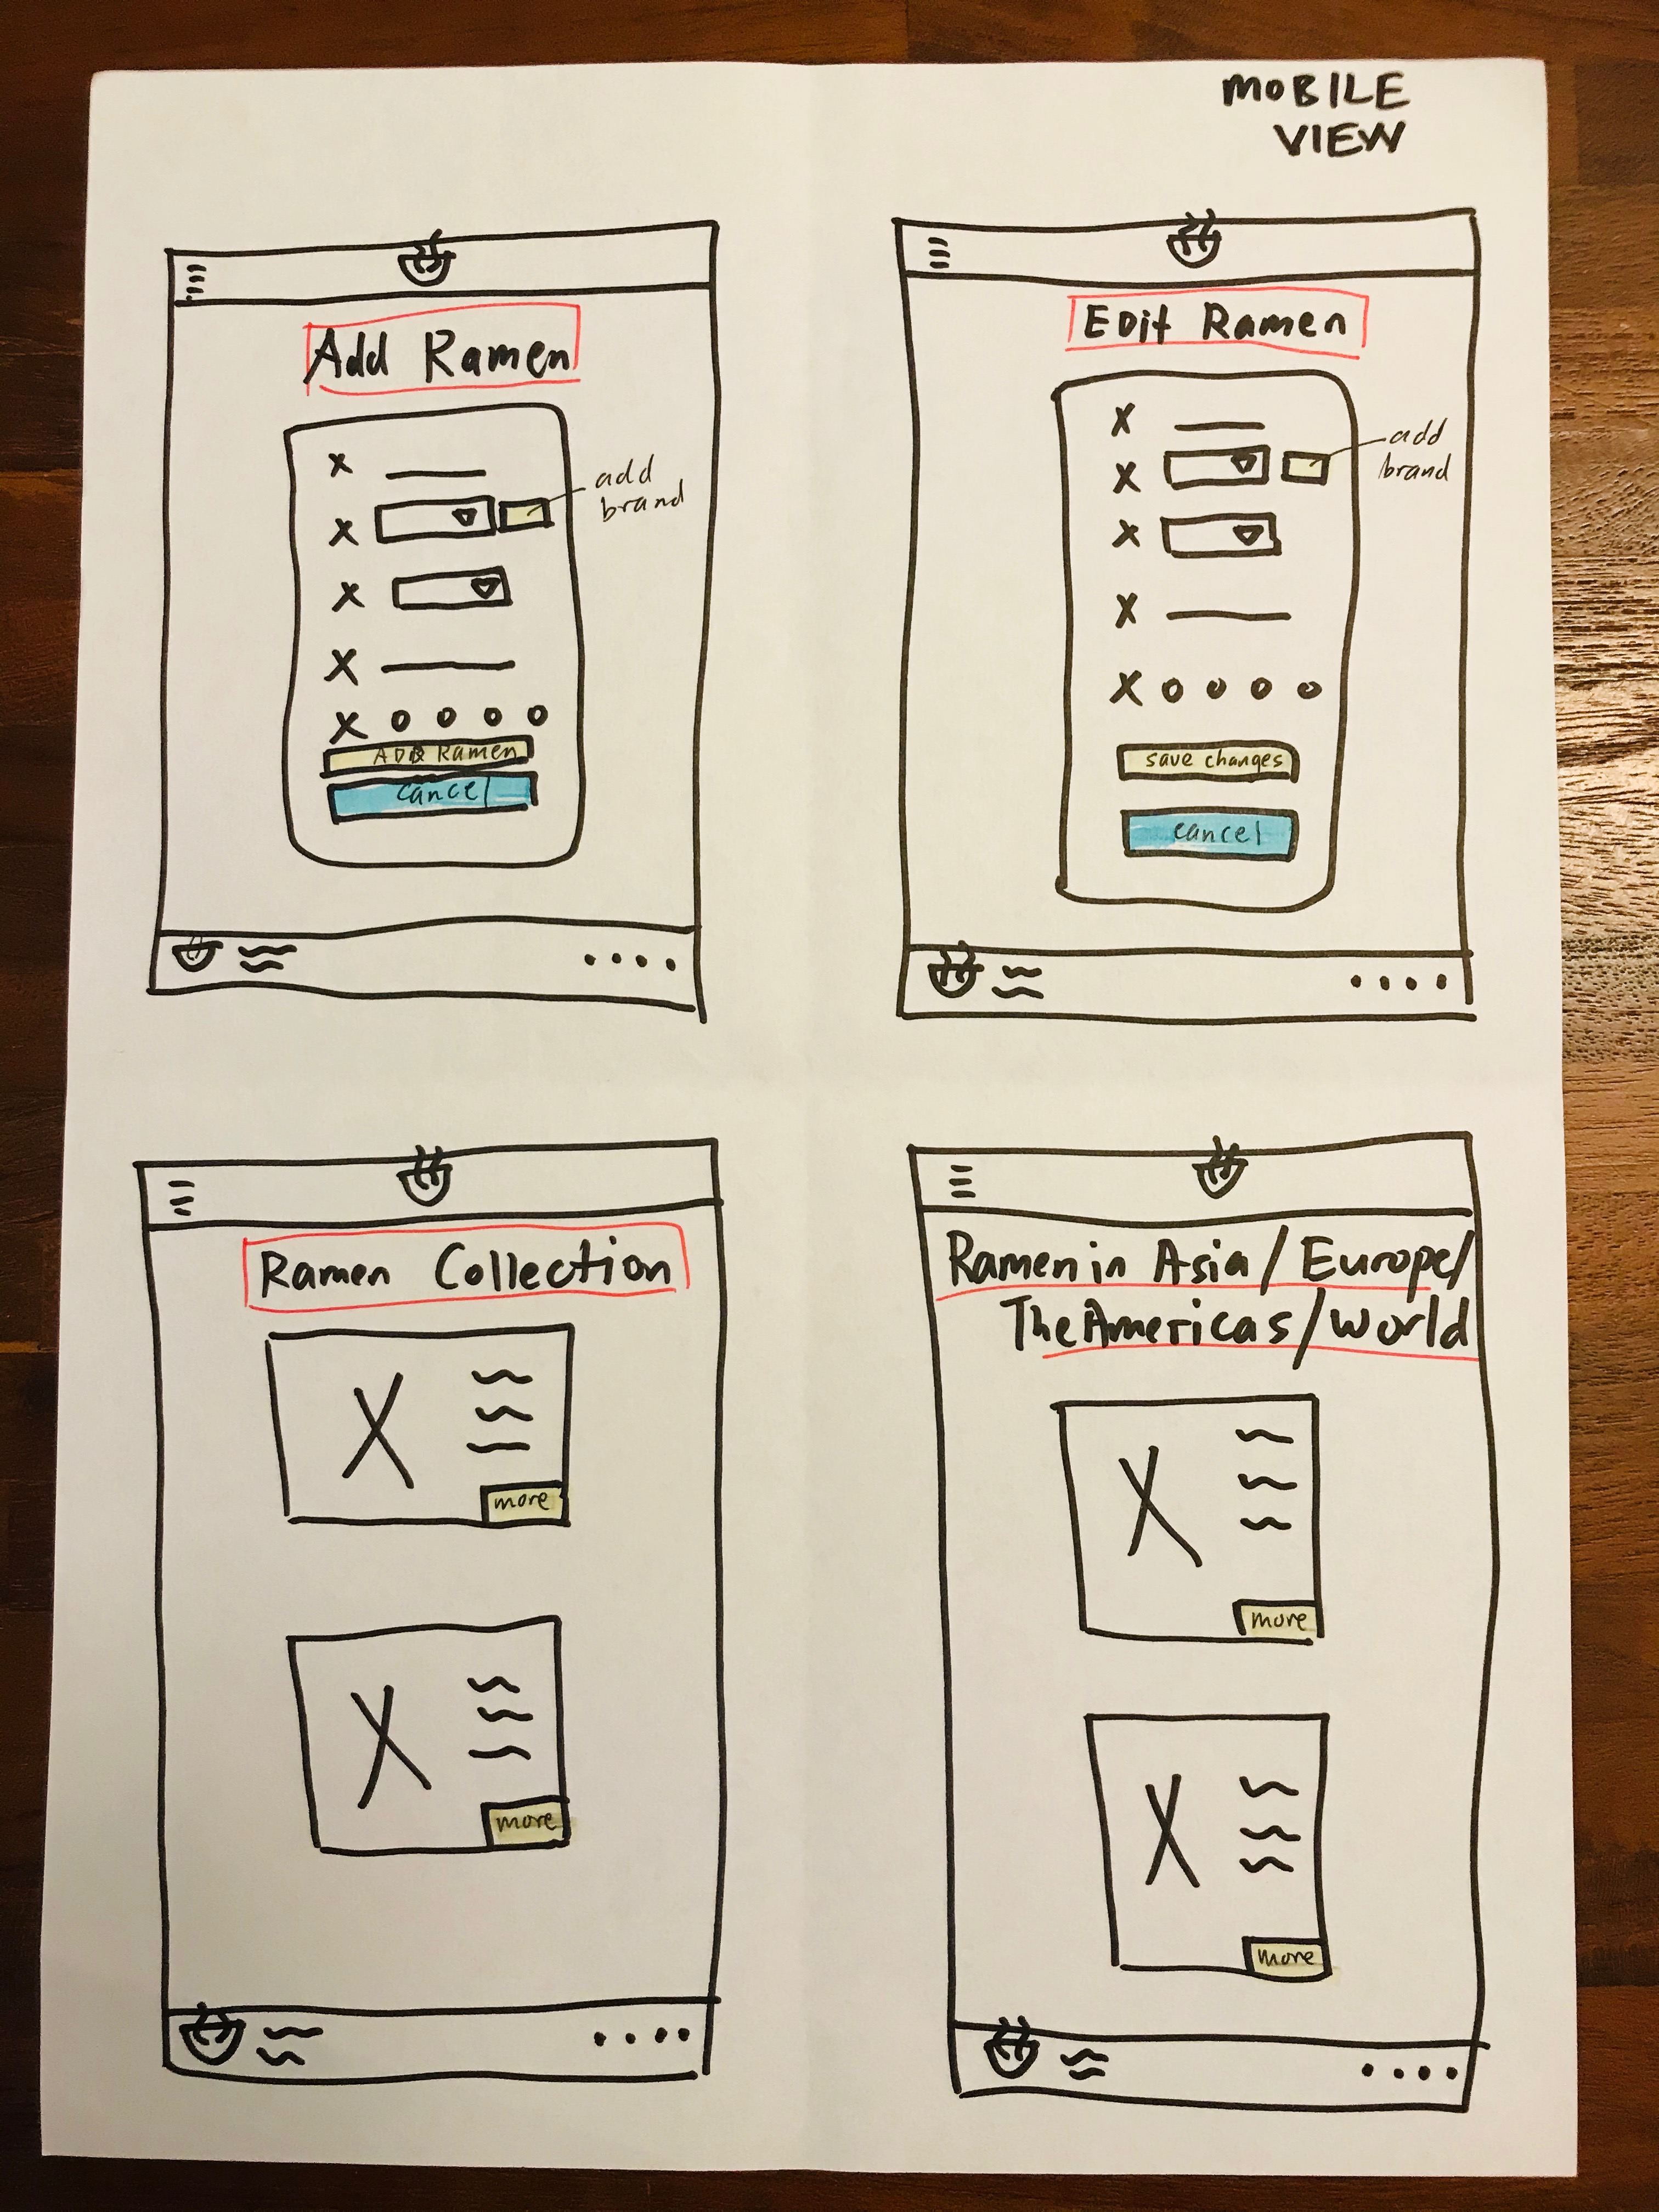 MOBILE
VIEW
Add Ramen
add
brand
ADD Ramen
cancel
EDit Ramen
add
brand
save changes
cancel
Ramen Collection
more
more
Ramen in Asia / Europe /
The Americas / World
more
more